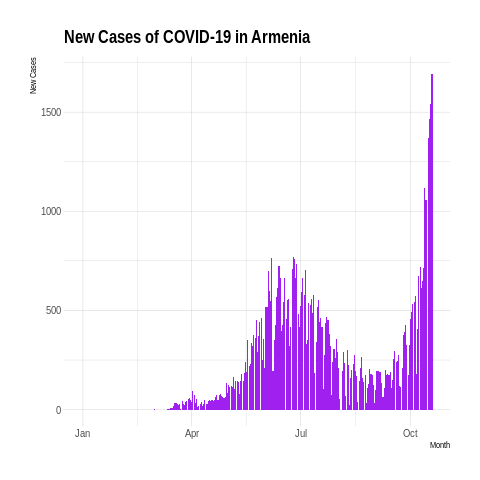 New Cases of COVID-19 in Armenia
New Cases
1500
1000
500
0
Jan Apr Jul Oct
Month